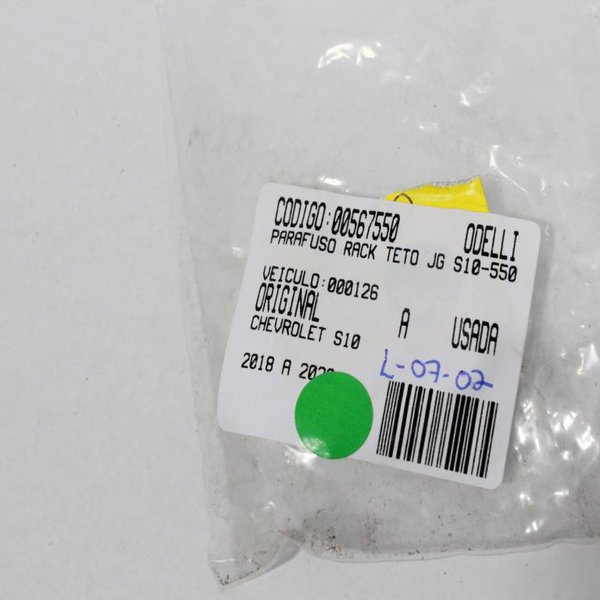 CODIGO:00567550 ODELLI
PARAFUSO RACK TETO JG S10-550
VEICULO:000126
ORIGINAL A USADA
CHEVROLET S10
L-07-02
2018 A